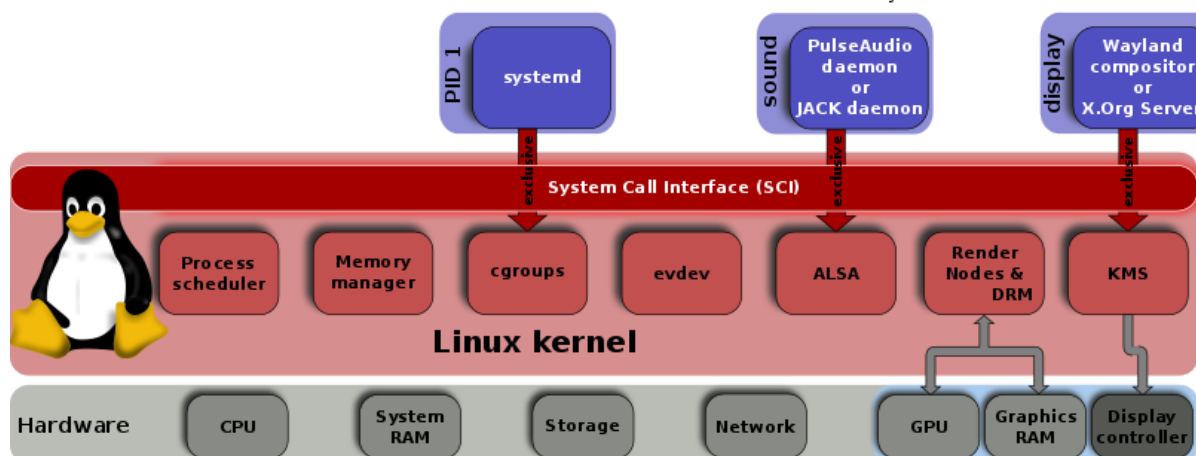 PID 1
systemd
sound
PulseAudio
daemon
or
JACK daemon
display
Wayland
compositor
or
X.Org Server
exclusive
exclusive
exclusive
System Call Interface (SCI)
Process
scheduler
Memory
manager
cgroups
evdev
ALSA
Render
Nodes &
DRM
KMS
Linux kernel
Hardware
CPU
System
RAM
Storage
Network
GPU
Graphics
RAM
Display
controller